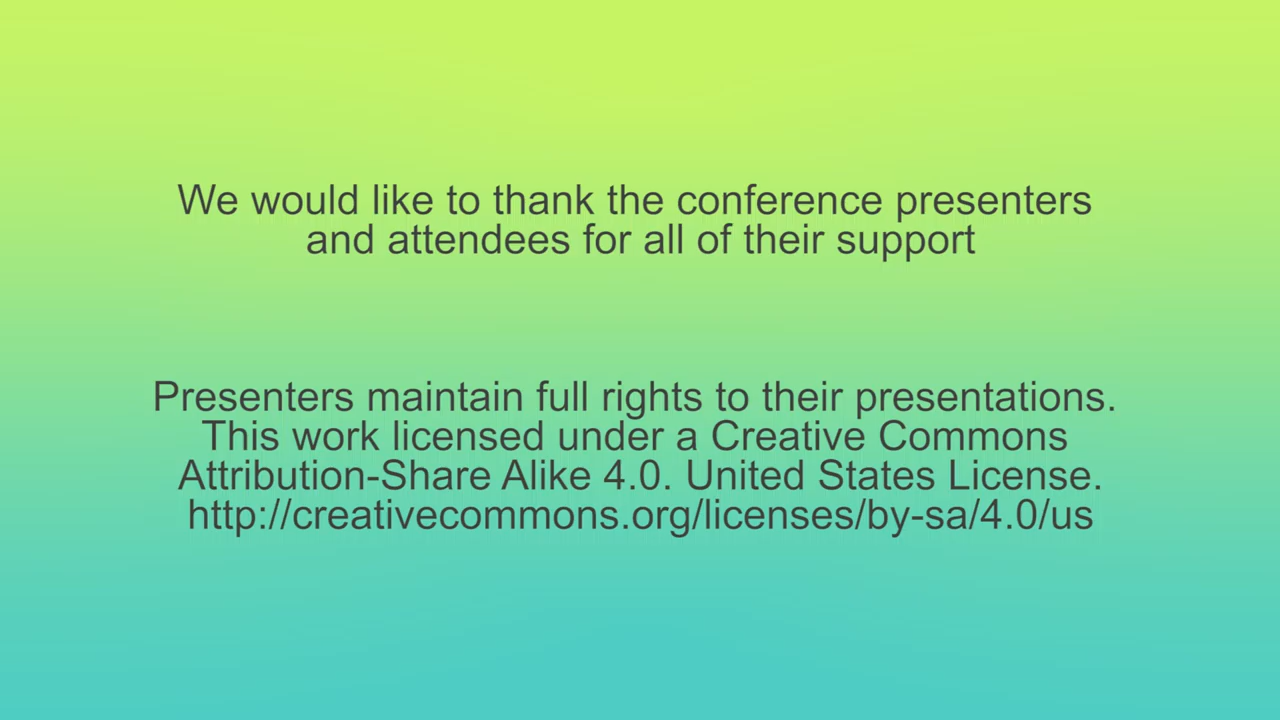 We would like to thank the conference presenters
and attendees for all of their support
Presenters maintain full rights to their presentations.
This work licensed under a Creative Commons
Attribution-Share Alike 4.0. United States License.
http://creativecommons.org/licenses/by-sa/4.0/us